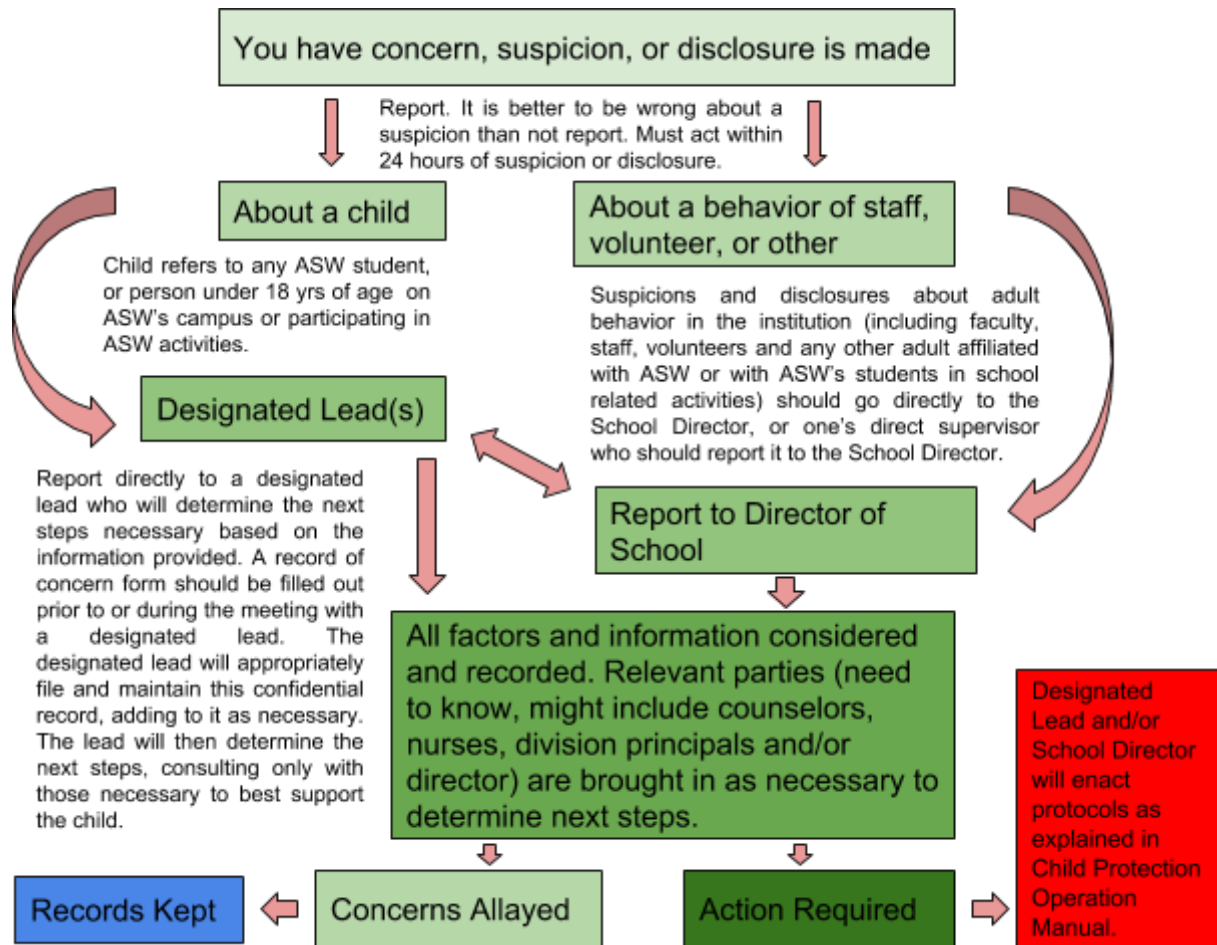 You have concern, suspicion, or disclosure is made
Report. It is better to be wrong about a
suspicion than not report. Must act within
24 hours of suspicion or disclosure.
About a child
About a behavior of staff,
volunteer, or other
Child refers to any ASW student,
or person under 18 yrs of age on
ASW's campus or participating in
ASW activities.
Suspicions and disclosures about adult
behavior in the institution (including faculty,
staff, volunteers and any other adult affiliated
with ASW or with ASW's students in school
related activities) should go directly to the
School Director, or one's direct supervisor
who should report it to the School Director.
Designated Lead(s)
Report directly to a designated
lead who will determine the next
steps necessary based on the
information provided. A record of
concern form should be filled out
prior to or during the meeting with
a designated lead. The
designated lead will appropriately
file and maintain this confidential
record, adding to it as necessary.
The lead will then determine the
next steps, consulting only with
those necessary to best support
the child.
Report to Director of
School
All factors and information considered
and recorded. Relevant parties (need
to know, might include counselors,
nurses, division principals and/or
director) are brought in as necessary to
determine next steps.
Designated
Lead and/or
School Director
will enact
protocols as
explained in
Child Protection
Operation
Manual.
Records Kept
Concerns Allayed
Action Required